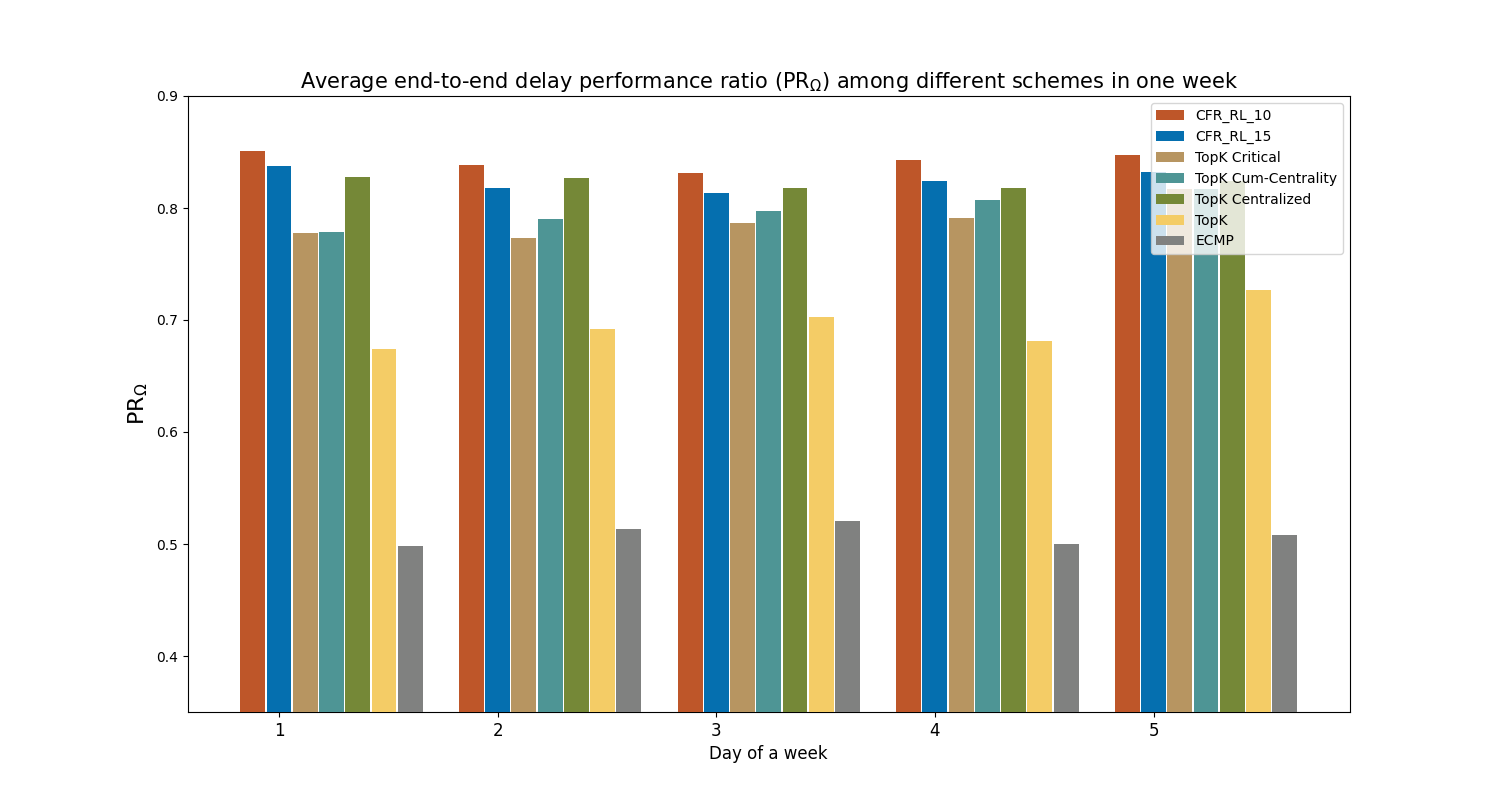 Average end-to-end delay performance ratio (PR_Ω) among different schemes in one week
0.9
0.8
0.7
0.6
0.5
0.4
PR_Ω
CFR_RL_10
CFR_RL_15
TopK Critical
TopK Cum-Centrality
TopK Centralized
TopK
ECMP
1 2 3 4 5
Day of a week